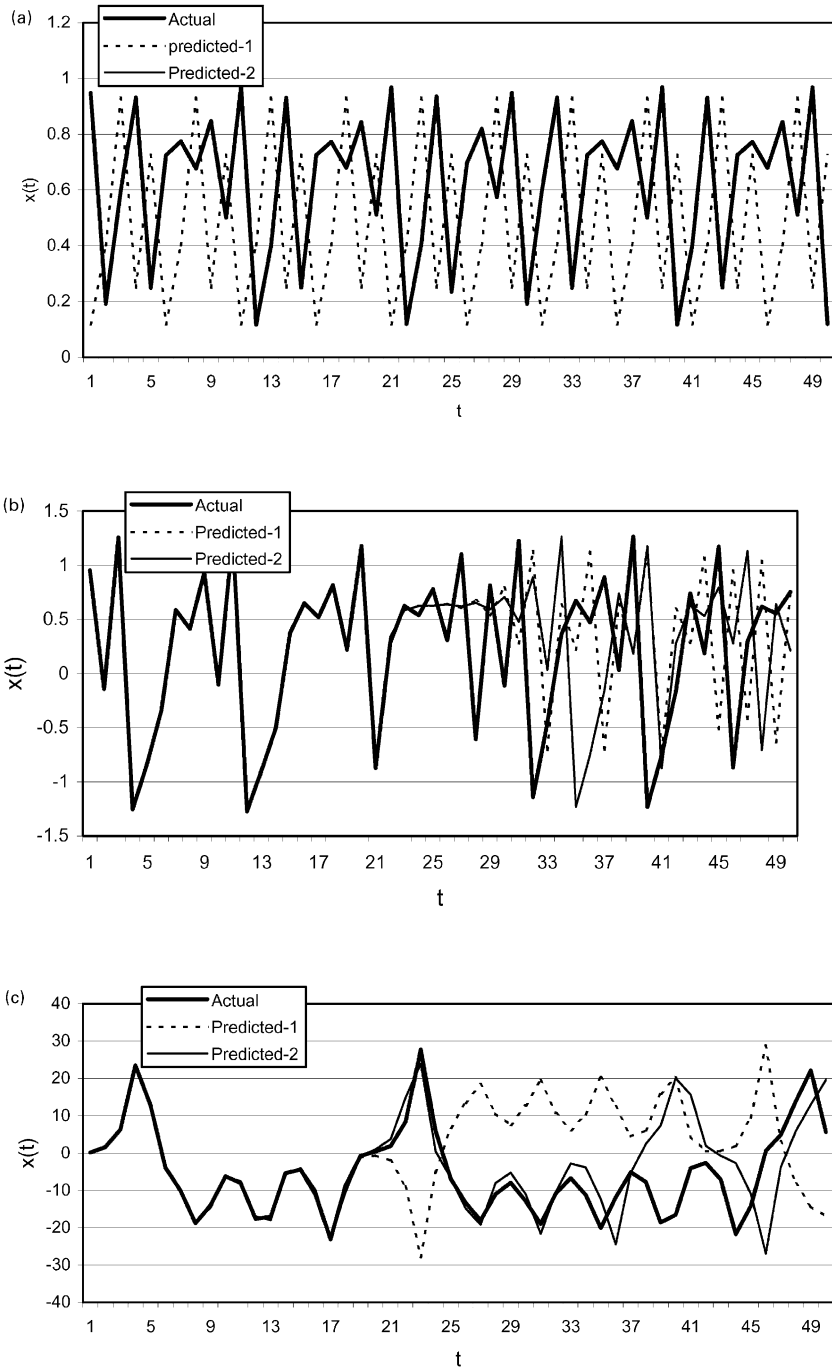 (a)
1.2
1
0.8
0.6
0.4
0.2
0
x(t)
Actual
predicted-1
Predicted-2
1 5 9 13 17 21 25 29 33 37 41 45 49
t
(b)
1.5
1
0.5
0
-0.5
-1
-1.5
x(t)
Actual
Predicted-1
Predicted-2
1 5 9 13 17 21 25 29 33 37 41 45 49
t
(c)
40
30
20
10
0
-10
-20
-30
-40
x(t)
Actual
Predicted-1
Predicted-2
1 5 9 13 17 21 25 29 33 37 41 45 49
t